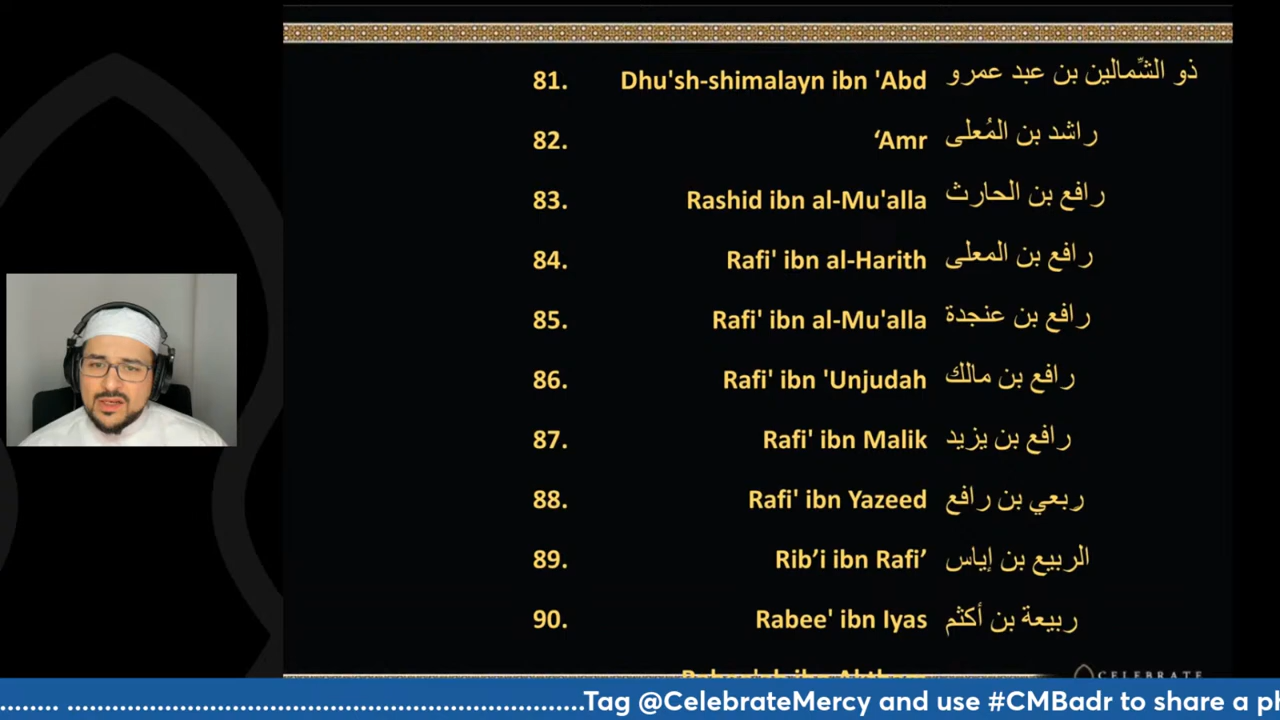 81. Dhu'sh-shimalayn ibn 'Abd ذو الشِّمالين بن عبد عمرو
82. ‘Amr راشد بن المُعلى
83. Rashid ibn al-Mu'alla رافع بن الحارث
84. Rafi' ibn al-Harith رافع بن المعلى
85. Rafi' ibn al-Mu'alla رافع بن عنجدة
86. Rafi' ibn 'Unjudah رافع بن مالك
87. Rafi' ibn Malik رافع بن يزيد
88. Rafi' ibn Yazeed ربعي بن رافع
89. Rib’i ibn Rafi’ الربيع بن إياس
90. Rabee' ibn Iyas ربيعة بن أكثم
CELEBRATE
........ ...............................................................Tag @CelebrateMercy and use #CMBadr to share a